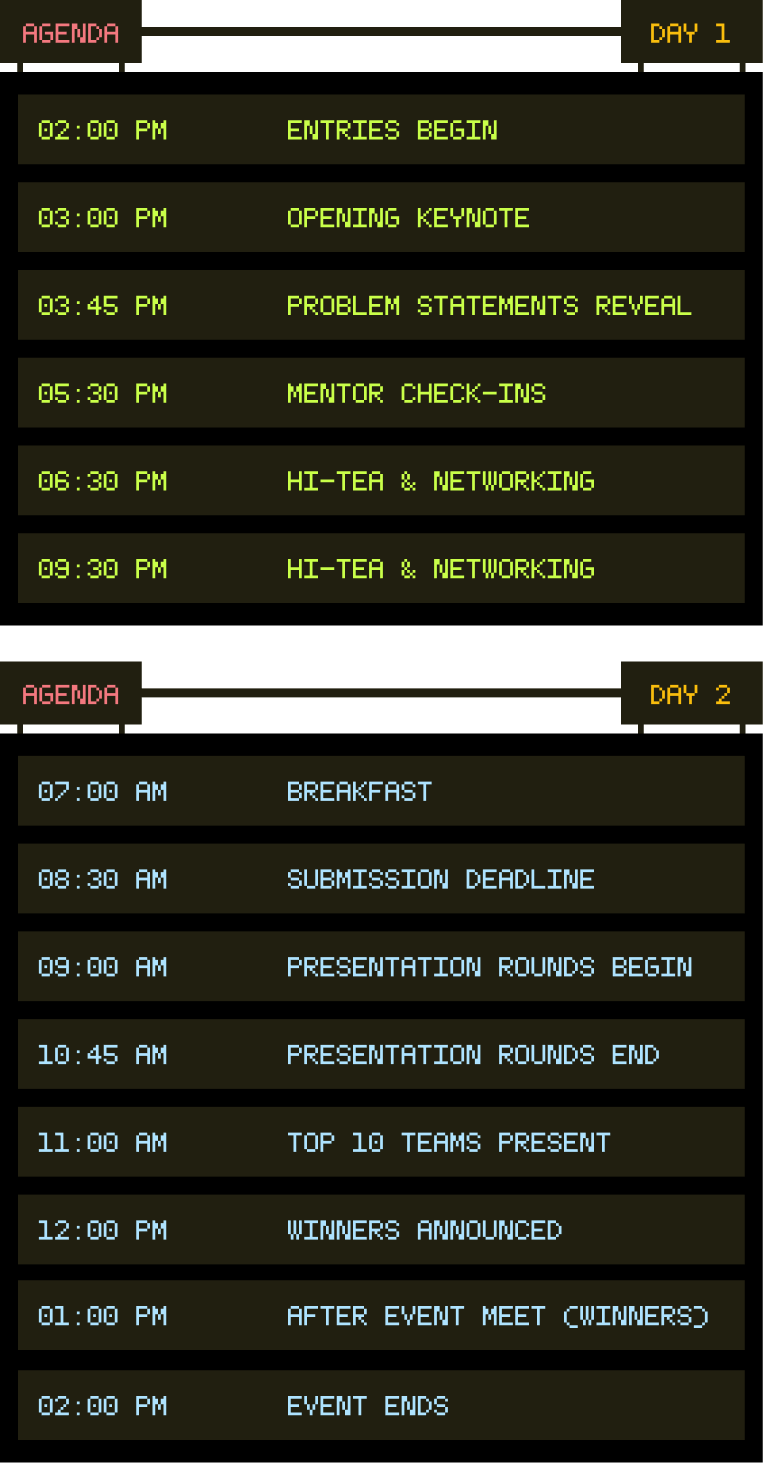 AGENDA DAY 1
02:00 PM ENTRIES BEGIN
03:00 PM OPENING KEYNOTE
03:45 PM PROBLEM STATEMENTS REVEAL
05:30 PM MENTOR CHECK-INS
06:30 PM HI-TEA & NETWORKING
09:30 PM HI-TEA & NETWORKING
AGENDA DAY 2
07:00 AM BREAKFAST
08:30 AM SUBMISSION DEADLINE
09:00 AM PRESENTATION ROUNDS BEGIN
10:45 AM PRESENTATION ROUNDS END
11:00 AM TOP 10 TEAMS PRESENT
12:00 PM WINNERS ANNOUNCED
01:00 PM AFTER EVENT MEET (WINNERS)
02:00 PM EVENT ENDS